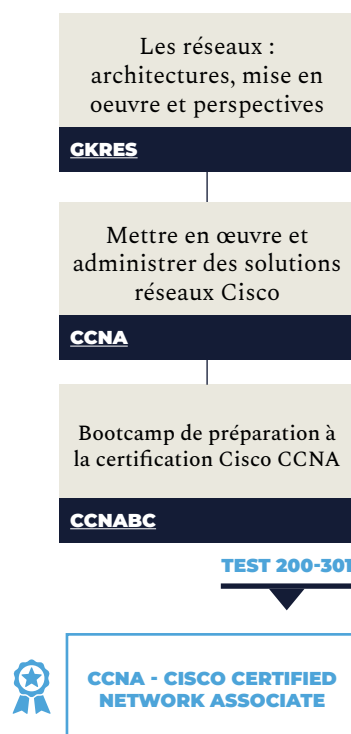 Les réseaux :
architectures, mise en
oeuvre et perspectives
GKRES
Mettre en œuvre et
administrer des solutions
réseaux Cisco
CCNA
Bootcamp de préparation à
la certification Cisco CCNA
CCNABC
TEST 200-301
CCNA - CISCO CERTIFIED
NETWORK ASSOCIATE